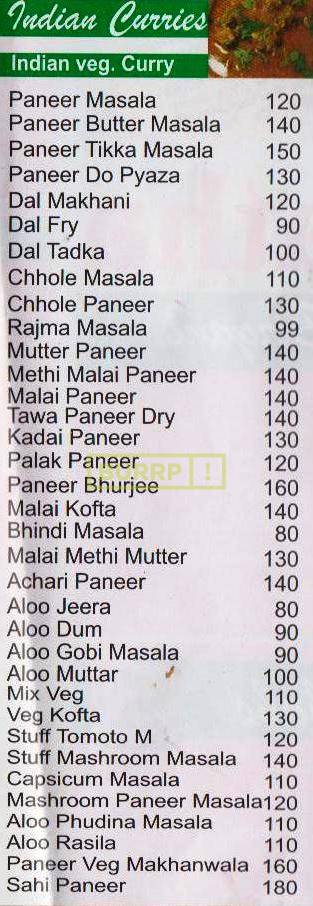 Indian Curries
Indian veg. Curry
Paneer Masala 120
Paneer Butter Masala 140
Paneer Tikka Masala 150
Paneer Do Pyaza 130
Dal Makhani 120
Dal Fry 90
Dal Tadka 100
Chhole Masala 110
Chhole Paneer 130
Rajma Masala 99
Mutter Paneer 140
Methi Malai Paneer 140
Malai Paneer 140
Tawa Paneer Dry 140
Kadai Paneer 130
Palak Paneer 120
BURRP!
Paneer Bhurjee 160
Malai Kofta 140
Bhindi Masala 80
Malai Methi Mutter 130
Achari Paneer 140
Aloo Jeera 80
Aloo Dum 90
Aloo Gobi Masala 90
Aloo Muttar 100
Mix Veg 110
Veg Kofta 130
Stuff Tomoto M 120
Stuff Mashroom Masala 140
Capsicum Masala 110
Mashroom Paneer Masala120
Aloo Phudina Masala 110
Aloo Rasila 110
Paneer Veg Makhanwala 160
Sahi Paneer 180